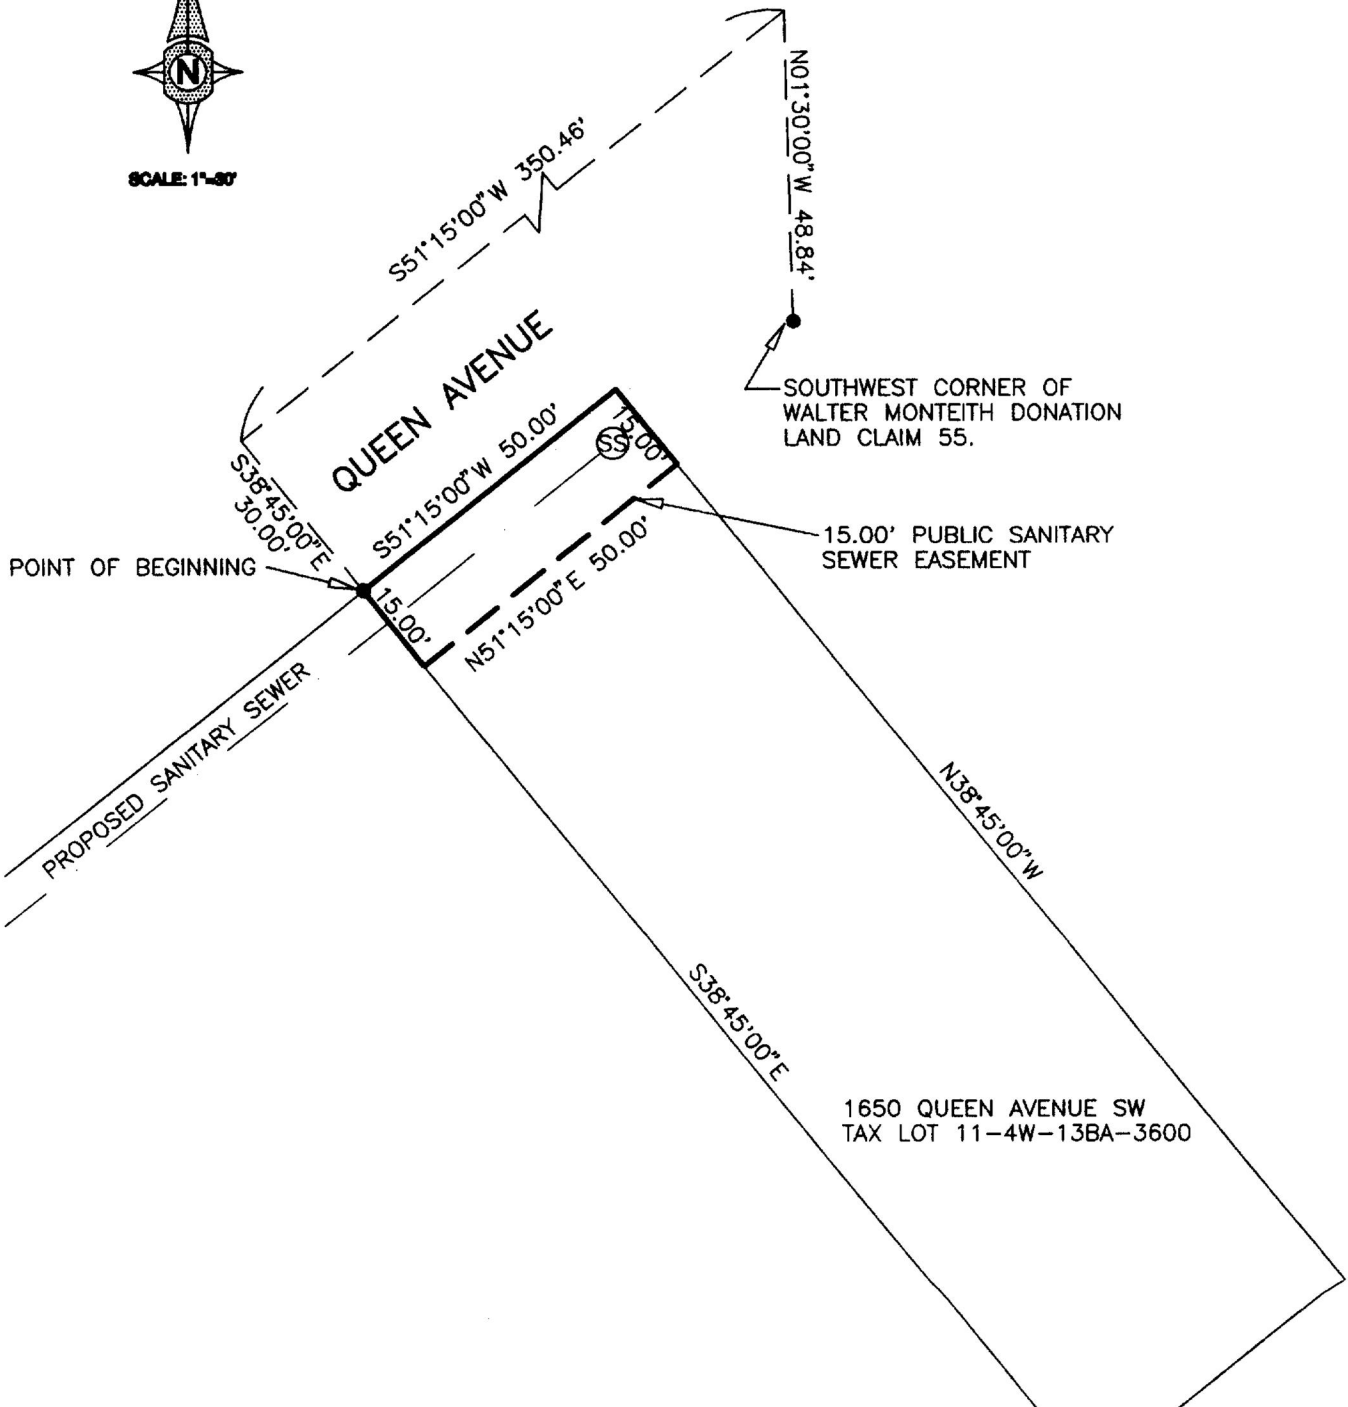 N
SCALE: 1"=30'
S51°15'00"W 350.46'
N01°30'00"W 48.84'
QUEEN AVENUE
SOUTHWEST CORNER OF
WALTER MONTEITH DONATION
LAND CLAIM 55.
S38°45'00"E
30.00'
S51°15'00"W 50.00'
15.00'
SS
15.00' PUBLIC SANITARY
SEWER EASEMENT
POINT OF BEGINNING
15.00'
N51°15'00"E 50.00'
PROPOSED SANITARY SEWER
N38°45'00"W
S38°45'00"E
1650 QUEEN AVENUE SW
TAX LOT 11-4W-13BA-3600